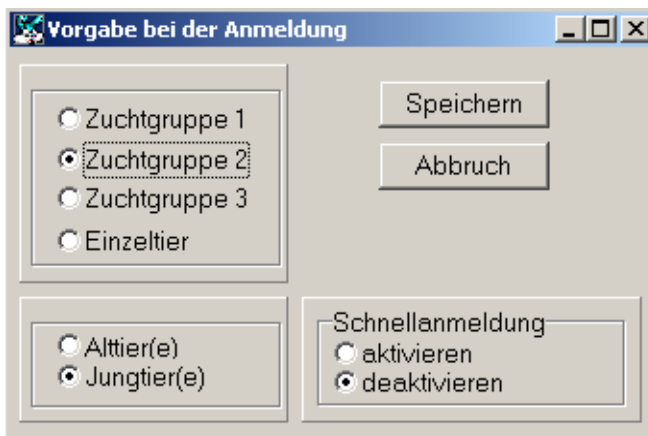 Vorgabe bei der Anmeldung
Zuchtgruppe 1
Zuchtgruppe 2
Zuchtgruppe 3
Einzeltier
Speichern
Abbruch
Alttier(e)
Jungtier(e)
Schnellanmeldung
aktivieren
deaktivieren